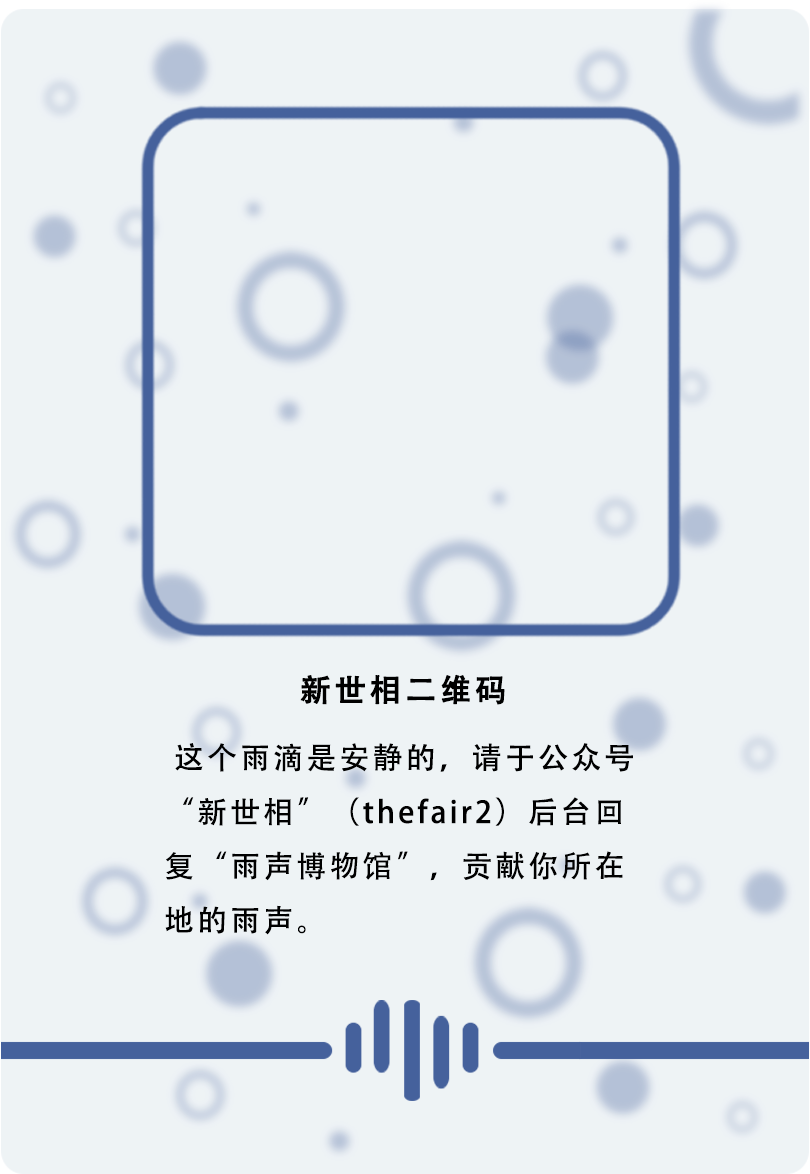 新世相二维码
这个雨滴是安静的，请于公众号
“新世相”（thefair2）后台回
复“雨声博物馆”，贡献你所在
地的雨声。